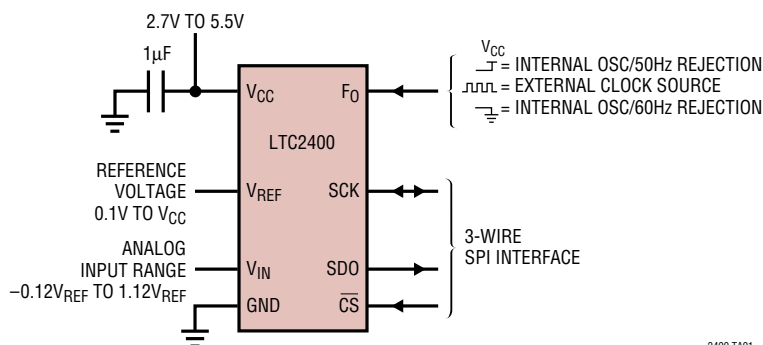 2.7V TO 5.5V
1µF
VCC
FO
LTC2400
VCC
= INTERNAL OSC/50Hz REJECTION
= EXTERNAL CLOCK SOURCE
= INTERNAL OSC/60Hz REJECTION
REFERENCE
VOLTAGE
0.1V TO VCC
VREF
SCK
ANALOG
INPUT RANGE
–0.12VREF TO 1.12VREF
VIN
SDO
GND
CS
3-WIRE
SPI INTERFACE
2400 TA01